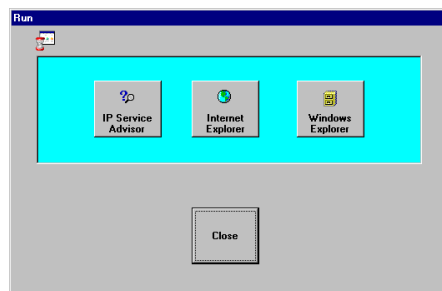 Run
IP Service
Advisor
Internet
Explorer
Windows
Explorer
Close